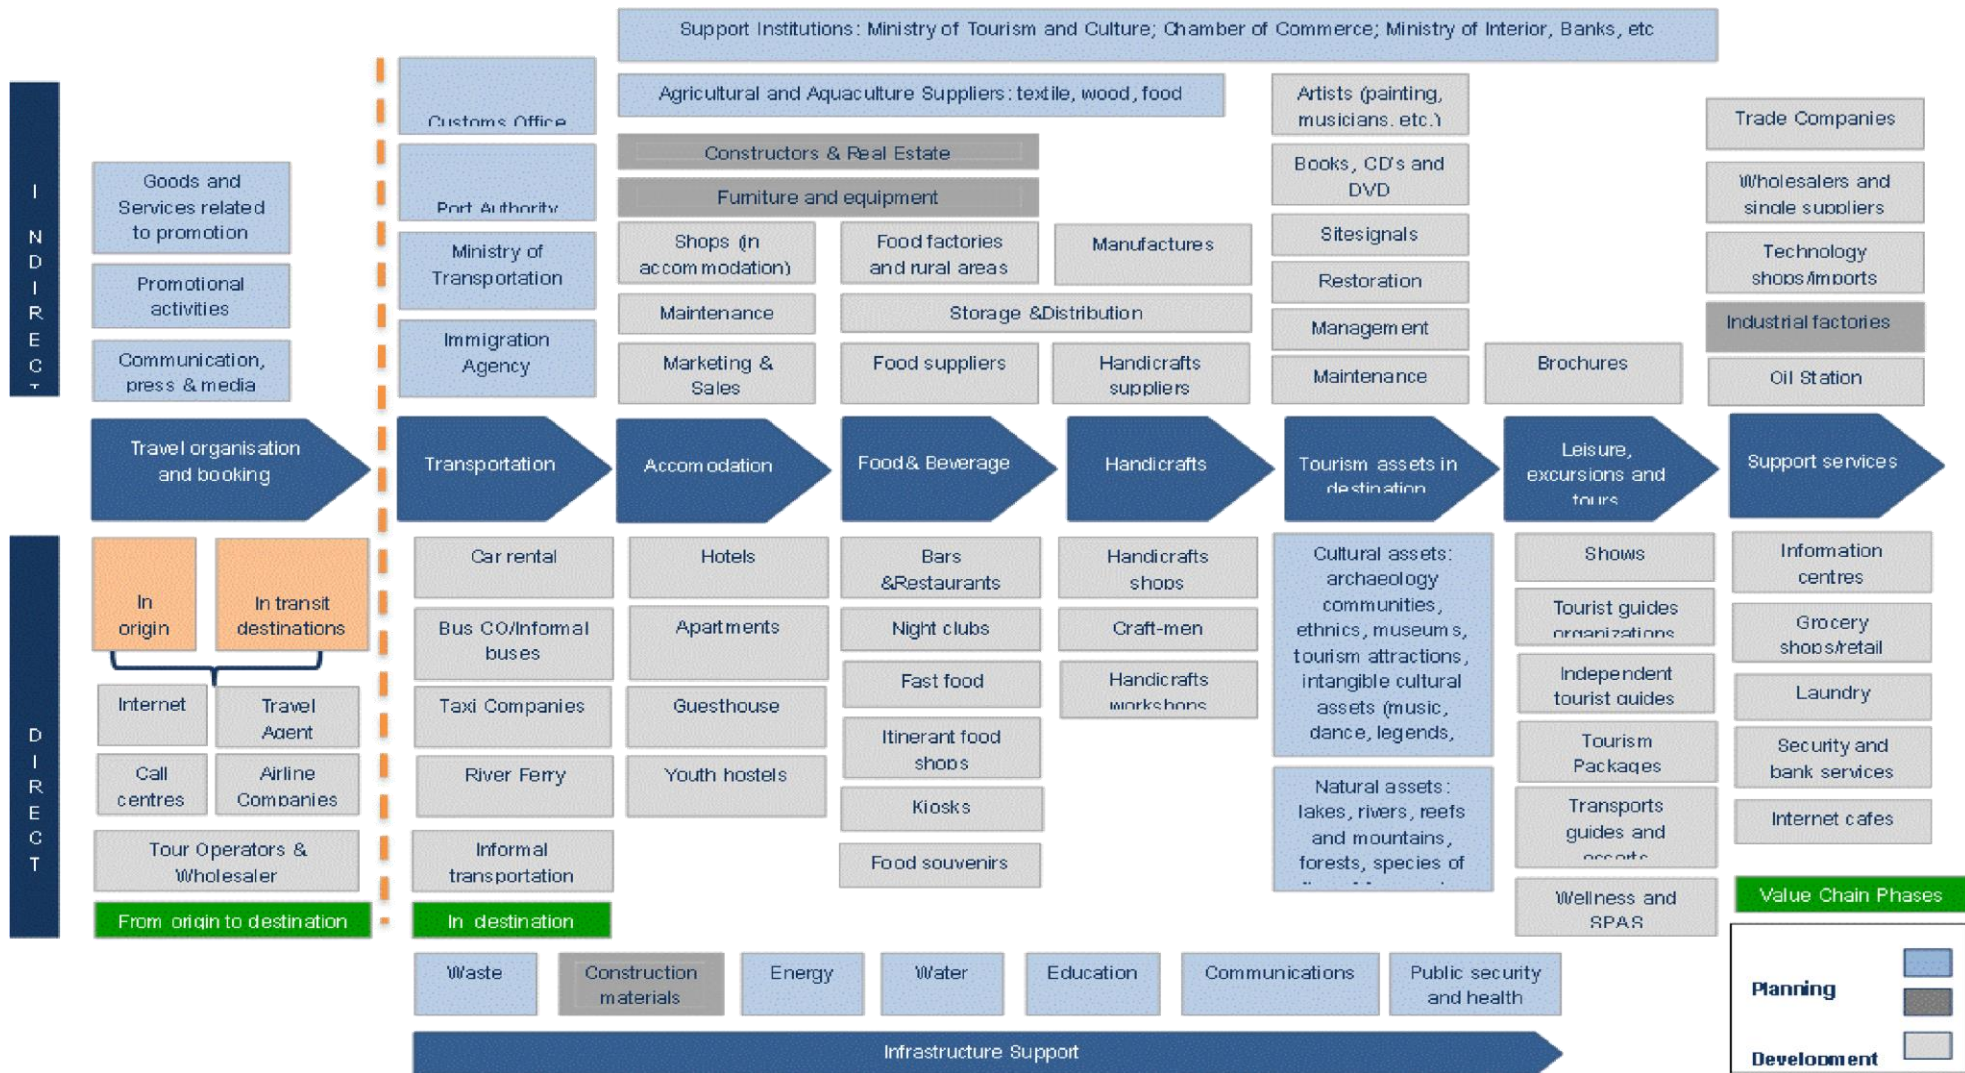 Support Institutions: Ministry of Tourism and Culture; Chamber of Commerce; Ministry of Interior, Banks, etc
I
N
D
I
R
E
C
T
Goods and
Services related
to promotion
Promotional
activities
Communication,
press & media
Customs Office
Port Authority
Ministry of
Transportation
Immigration
Agency
Agricultural and Aquaculture Suppliers: textile, wood, food
Constructors & Real Estate
Furniture and equipment
Shops (in
accommodation)
Maintenance
Marketing &
Sales
Food factories
and rural areas
Manufactures
Storage &Distribution
Food suppliers
Handicrafts
suppliers
Artists (painting,
musicians, etc.)
Books, CD's and
DVD
Sitesignals
Restoration
Management
Maintenance
Brochures
Trade Companies
Wholesalers and
single suppliers
Technology
shops/imports
Industrial factories
Oil Station
Travel organisation
and booking
Transportation
Accomodation
Food& Beverage
Handicrafts
Tourism assets in
destination
Leisure,
excursions and
tours
Support services
D
I
R
E
C
T
In
origin
In transit
destinations
Internet
Travel
Agent
Call
centres
Airline
Companies
Tour Operators &
Wholesaler
From origin to destination
Car rental
Bus CO/Informal
buses
Taxi Companies
River Ferry
Informal
transportation
In destination
Hotels
Apartments
Guesthouse
Youth hostels
Bars
&Restaurants
Night clubs
Fast food
Itinerant food
shops
Kiosks
Food souvenirs
Handicrafts
shops
Craft-men
Handicrafts
workshops
Cultural assets:
archaeology
communities,
ethnics, museums,
tourism attractions,
intangible cultural
assets (music,
dance, legends,
Natural assets:
lakes, rivers, reefs
and mountains,
forests, species of
Shows
Tourist guides
organizations
Independent
tourist guides
Tourism
Packages
Transports
guides and
escorts
Wellness and
SPAS
Information
centres
Grocery
shops/retail
Laundry
Security and
bank services
Internet cafes
Value Chain Phases
Planning
Development
Waste
Construction
materials
Energy
Water
Education
Communications
Public security
and health
Infrastructure Support